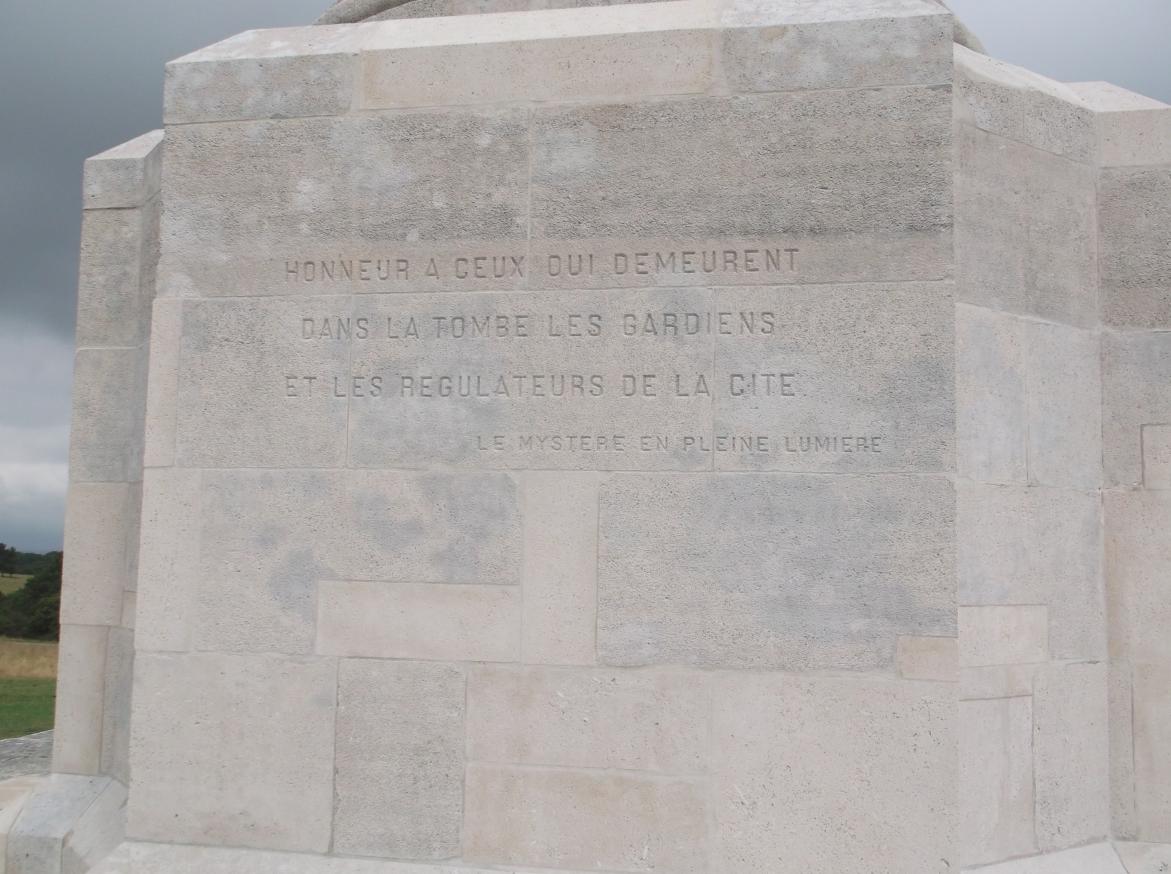 HONNEUR A CEUX QUI DEMEURENT
DANS LA TOMBE LES GARDIENS
ET LES REGULATEURS DE LA CITE
LE MYSTERE EN PLEINE LUMIERE